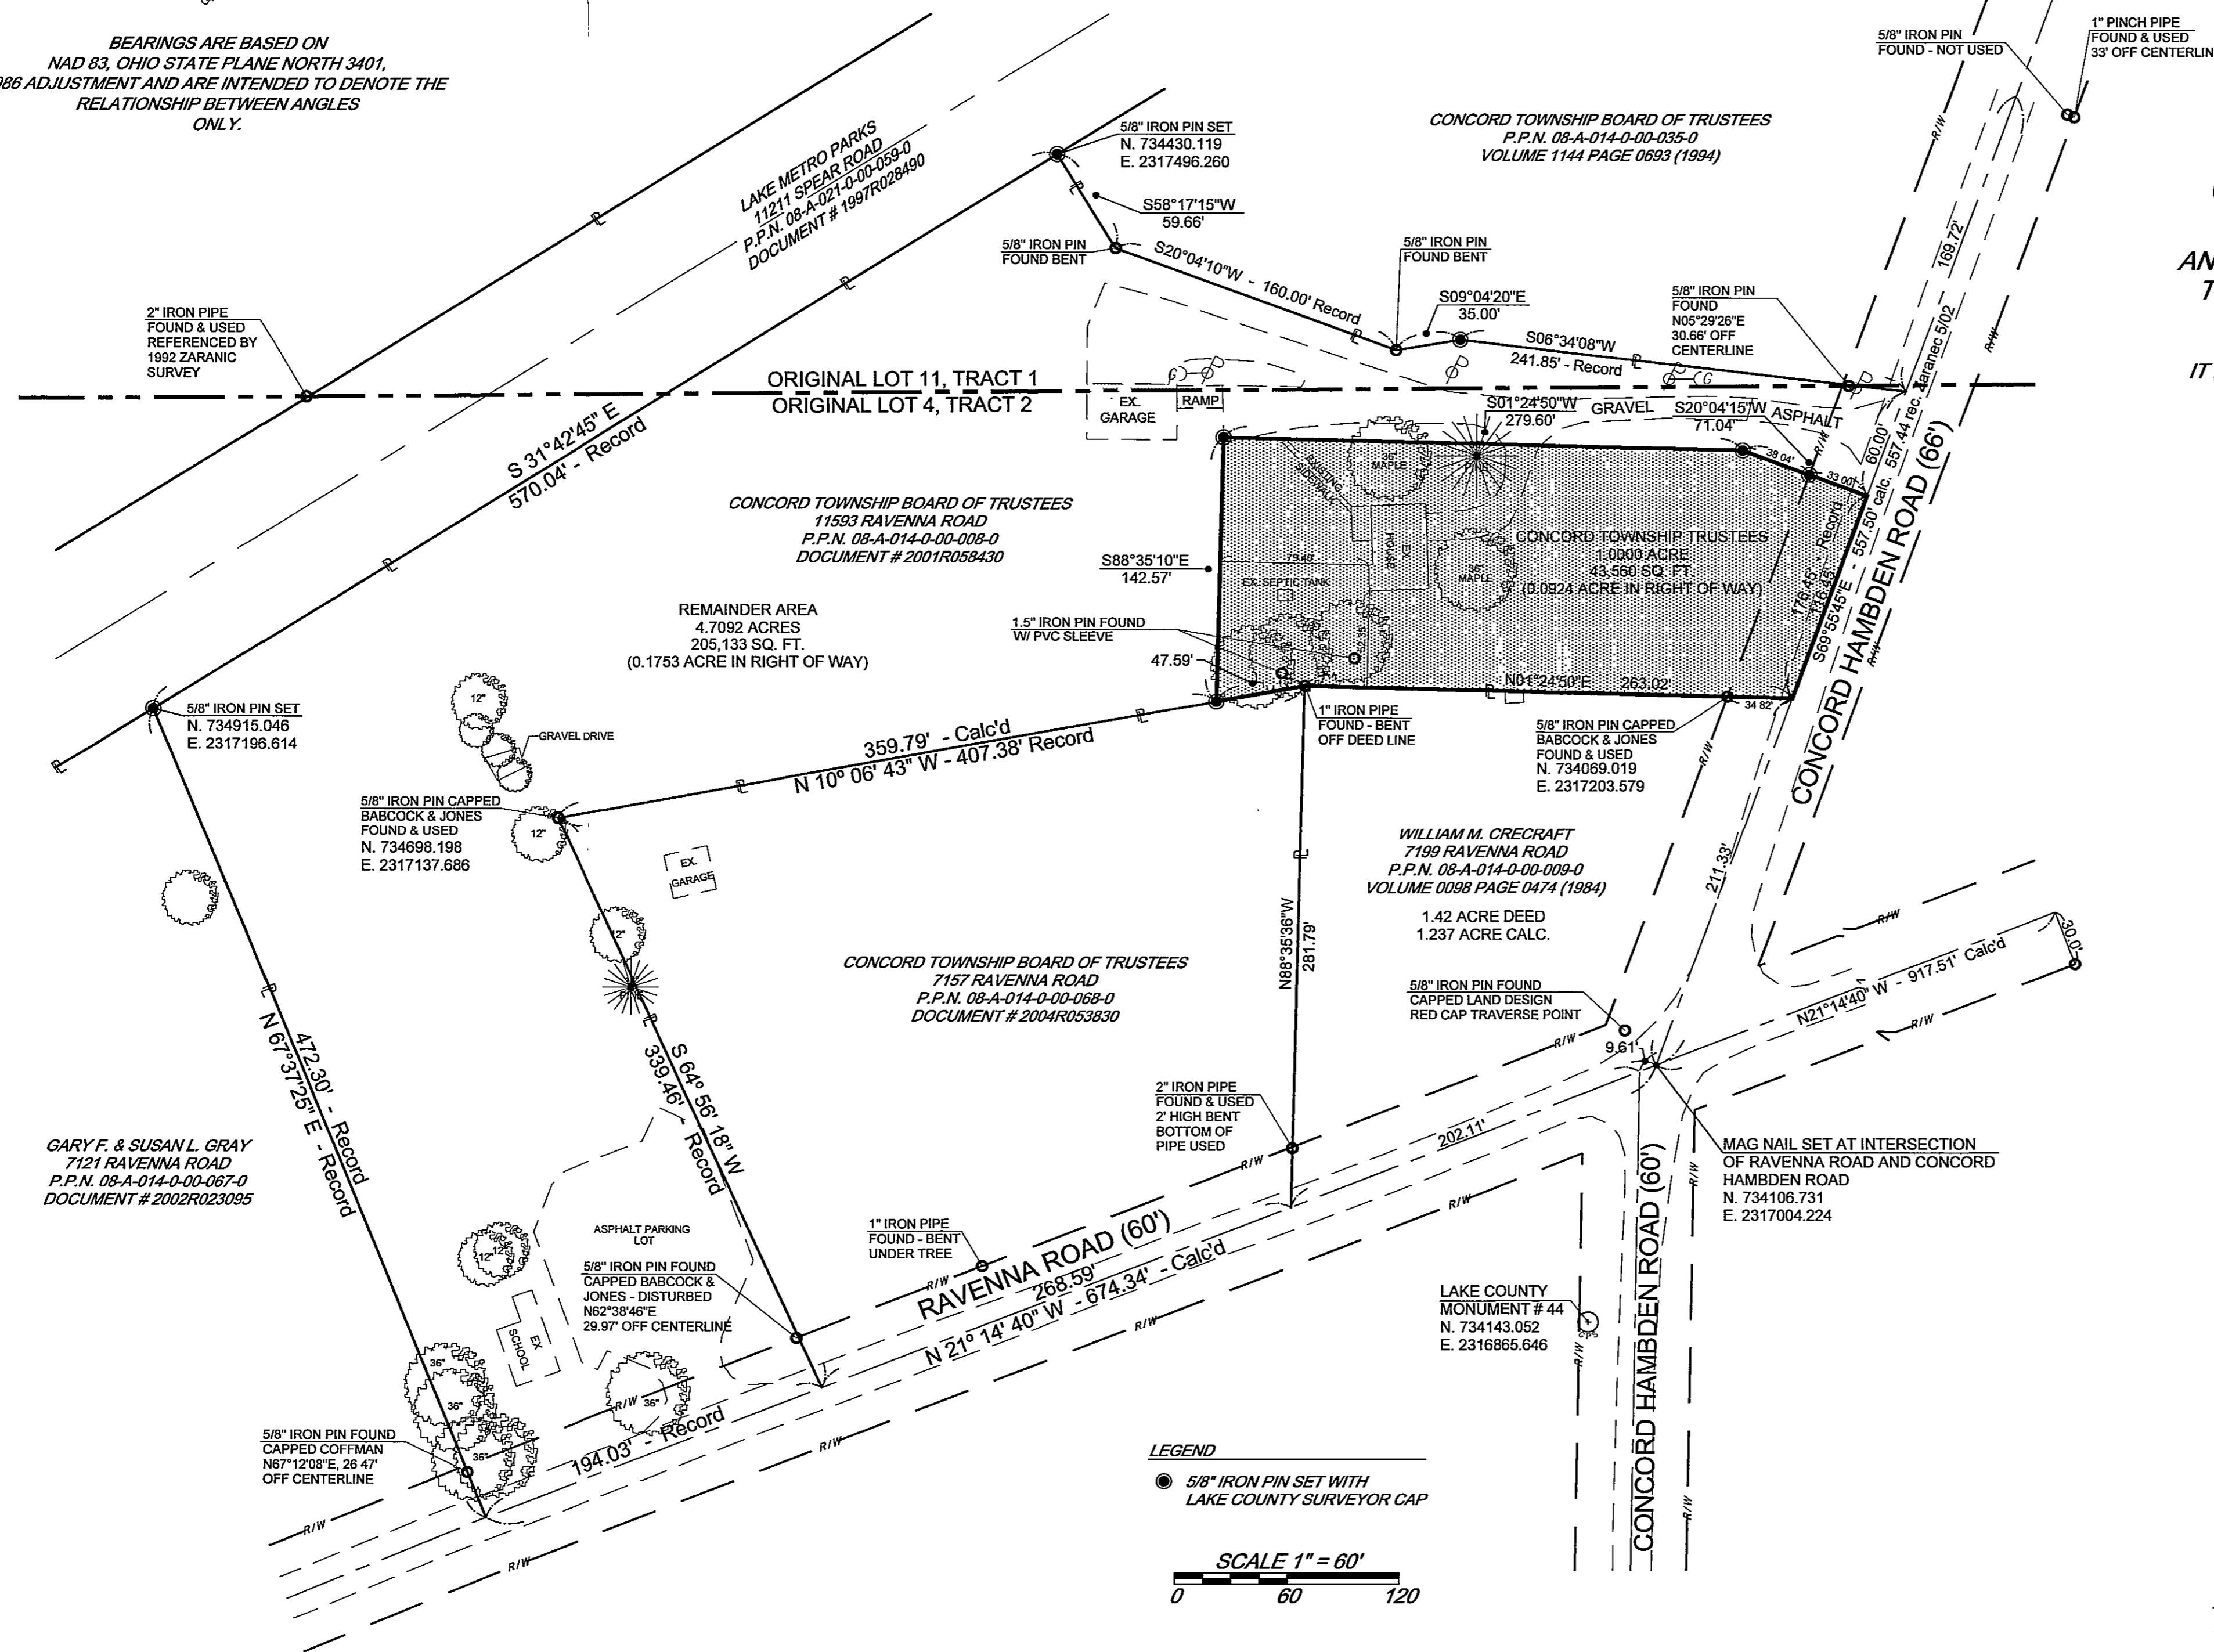 BEARINGS ARE BASED ON
NAD 83, OHIO STATE PLANE NORTH 3401,
986 ADJUSTMENT AND ARE INTENDED TO DENOTE THE
RELATIONSHIP BETWEEN ANGLES
ONLY.
5/8" IRON PIN
FOUND - NOT USED
1" PINCH PIPE
FOUND & USED
33' OFF CENTERLIN
LAKE METRO PARKS
11211 SPEAR ROAD
P.P.N. 08-A-021-0-00-059-0
DOCUMENT # 1997R028490
5/8" IRON PIN SET
N. 734430.119
E. 2317496.260
CONCORD TOWNSHIP BOARD OF TRUSTEES
P.P.N. 08-A-014-0-00-035-0
VOLUME 1144 PAGE 0693 (1994)
R/W
S58°17'15"W
59.66'
5/8" IRON PIN
FOUND BENT
S20°04'10"W - 160.00' Record
5/8" IRON PIN
FOUND BENT
S09°04'20"E
35.00'
5/8" IRON PIN
FOUND
N05°29'26"E
30.66' OFF
CENTERLINE
169.72'
R/W
AN
T
IT
2" IRON PIPE
FOUND & USED
REFERENCED BY
1992 ZARANIC
SURVEY
S06°34'08"W
241.85' - Record
ORIGINAL LOT 11, TRACT 1
ORIGINAL LOT 4, TRACT 2
G
G
EX.
GARAGE
RAMP
S01°24'50"W
279.60'
GRAVEL
S20°04'15"W
71.04'
ASPHALT
R/W
60.00'
38.04'
33.00'
S 31°42'45" E
570.04' - Record
36"
MAPLE
EXISTING
SIDEWALK
EX.
HOUSE
79.40'
EX. SEPTIC TANK
36"
MAPLE
CONCORD TOWNSHIP TRUSTEES
1.0000 ACRE
43,560 SQ. FT.
(0.0924 ACRE IN RIGHT OF WAY)
176.45' - Record
116.45'
S69°55'45"E - 557.50' calc. 557.44 rec. Zaranec 5/02
CONCORD HAMBDEN ROAD (66')
R/W
CONCORD TOWNSHIP BOARD OF TRUSTEES
11593 RAVENNA ROAD
P.P.N. 08-A-014-0-00-008-0
DOCUMENT # 2001R058430
S88°35'10"E
142.57'
REMAINDER AREA
4.7092 ACRES
205,133 SQ. FT.
(0.1753 ACRE IN RIGHT OF WAY)
1.5" IRON PIN FOUND
W/ PVC SLEEVE
47.59'
62.35'
N01°24'50"E 263.02'
34.82'
5/8" IRON PIN SET
N. 734915.046
E. 2317196.614
12"
GRAVEL DRIVE
359.79' - Calc'd
N 10° 06' 43" W - 407.38' Record
1" IRON PIPE
FOUND - BENT
OFF DEED LINE
5/8" IRON PIN CAPPED
BABCOCK & JONES
FOUND & USED
N. 734069.019
E. 2317203.579
R/W
5/8" IRON PIN CAPPED
BABCOCK & JONES
FOUND & USED
N. 734698.198
E. 2317137.686
12"
EX.
GARAGE
12"
WILLIAM M. CRECRAFT
7199 RAVENNA ROAD
P.P.N. 08-A-014-0-00-009-0
VOLUME 0098 PAGE 0474 (1984)
1.42 ACRE DEED
1.237 ACRE CALC.
211.33'
R/W
30.0'
N21°14'40" W - 917.51' Calc'd
R/W
N88°35'36"W
281.79'
CONCORD TOWNSHIP BOARD OF TRUSTEES
7157 RAVENNA ROAD
P.P.N. 08-A-014-0-00-068-0
DOCUMENT # 2004R053830
5/8" IRON PIN FOUND
CAPPED LAND DESIGN
RED CAP TRAVERSE POINT
R/W
9.61'
472.30' - Record
N 67°37'25" E - Record
S 64° 56' 18" W
339.46' - Record
2" IRON PIPE
FOUND & USED
2' HIGH BENT
BOTTOM OF
PIPE USED
R/W
202.11'
R/W
MAG NAIL SET AT INTERSECTION
OF RAVENNA ROAD AND CONCORD
HAMBDEN ROAD
N. 734106.731
E. 2317004.224
R/W
GARY F. & SUSAN L. GRAY
7121 RAVENNA ROAD
P.P.N. 08-A-014-0-00-067-0
DOCUMENT # 2002R023095
12"
12"
ASPHALT PARKING
LOT
1" IRON PIPE
FOUND - BENT
UNDER TREE
R/W
RAVENNA ROAD (60')
268.59'
N 21° 14' 40" W - 674.34' - Calc'd
R/W
5/8" IRON PIN FOUND
CAPPED BABCOCK &
JONES - DISTURBED
N62°38'46"E
29.97' OFF CENTERLINE
EX
SCHOOL
LAKE COUNTY
MONUMENT # 44
N. 734143.052
E. 2316865.646
GPS
R/W
CONCORD HAMBDEN ROAD (60')
R/W
36"
36"
36"
R/W
36"
194.03' - Record
R/W
5/8" IRON PIN FOUND
CAPPED COFFMAN
N67°12'08"E, 26 47'
OFF CENTERLINE
R/W
R/W
LEGEND
5/8" IRON PIN SET WITH
LAKE COUNTY SURVEYOR CAP
SCALE 1" = 60'
0 60 120